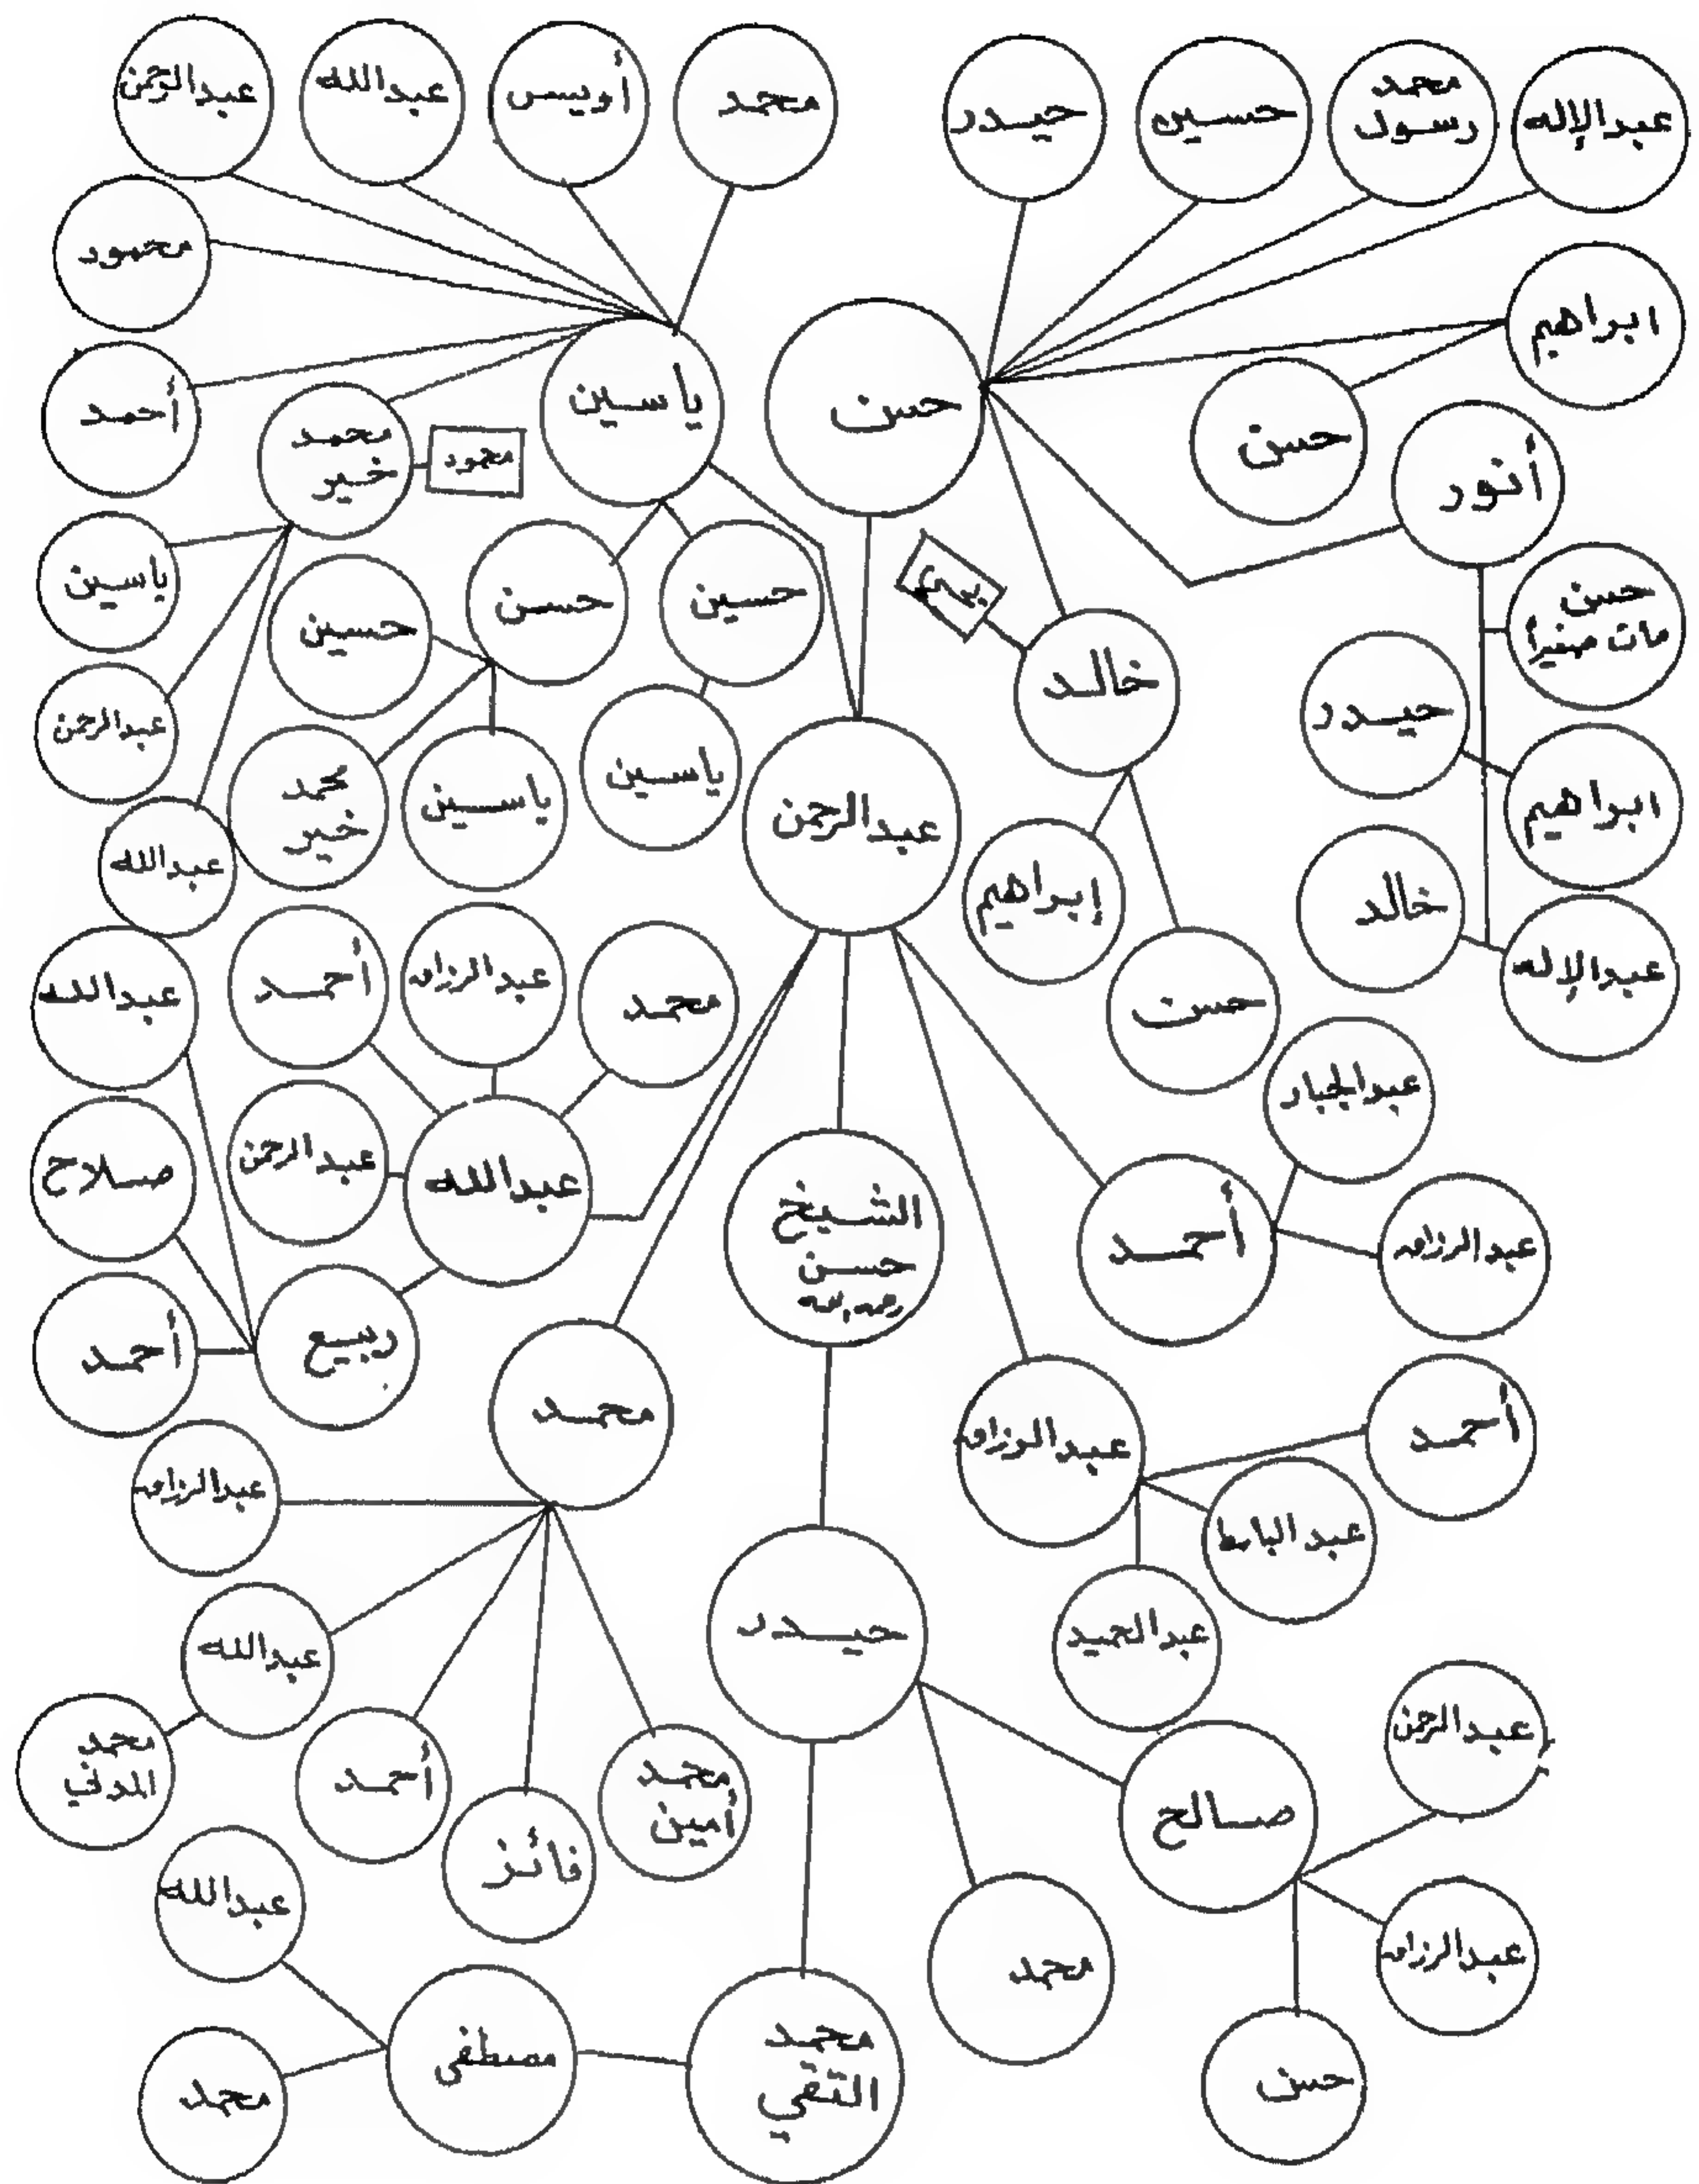 عبدالرحمن
عبدالله
أويس
محمد
حيدر
حسين
محمد
رسول
عبدالإله
محمود
ابراهيم
أحمد
ياسين
حسن
محمد
خير
محمود
حسن
أنور
ياسين
حسين
حسن
حسين
يحيى
حسن
مات صغيراً
خالد
حيدر
عبدالرحمن
محمد
خير
ياسين
ياسين
عبدالرحمن
ابراهيم
عبدالله
إبراهيم
خالد
عبدالله
أحمد
عبدالرزاق
محمد
حسن
عبدالإله
عبدالجبار
صلاح
عبدالرحمن
عبدالله
الشيخ
حسن
رحمه الله
أحمد
عبدالرزاق
أحمد
ربيع
محمد
عبدالرزاق
أحمد
عبدالرزاق
عبدالباسط
عبدالله
حيدر
عبدالحميد
محمد
المدني
أحمد
فائز
محمد
أمين
صالح
عبدالرحمن
عبدالله
محمد
عبدالرزاق
محمد
مصطفى
محمد
التقي
حسن